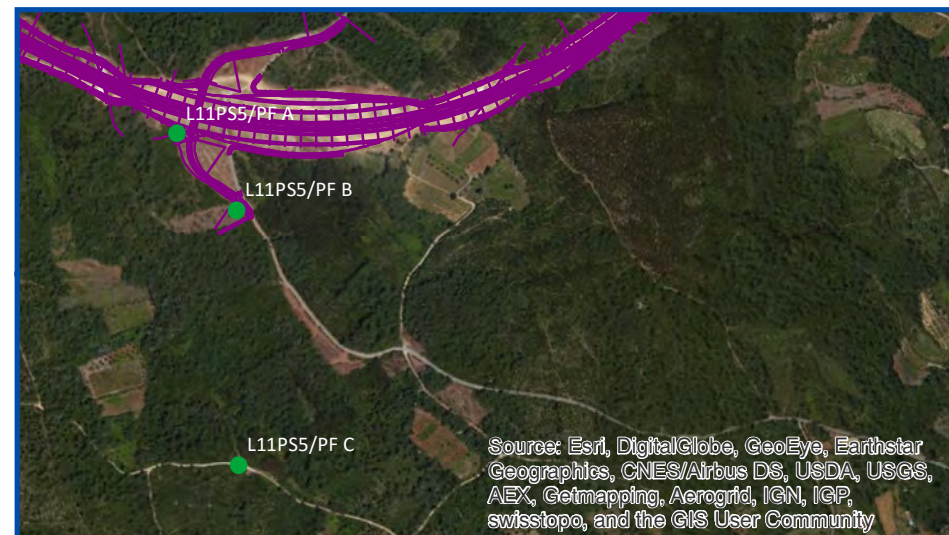 L11PS5/PF A
L11PS5/PF B
L11PS5/PF C
Source: Esri, DigitalGlobe, GeoEye, Earthstar
Geographics, CNES/Airbus DS, USDA, USGS,
AEX, Getmapping, Aerogrid, IGN, IGP,
swisstopo, and the GIS User Community